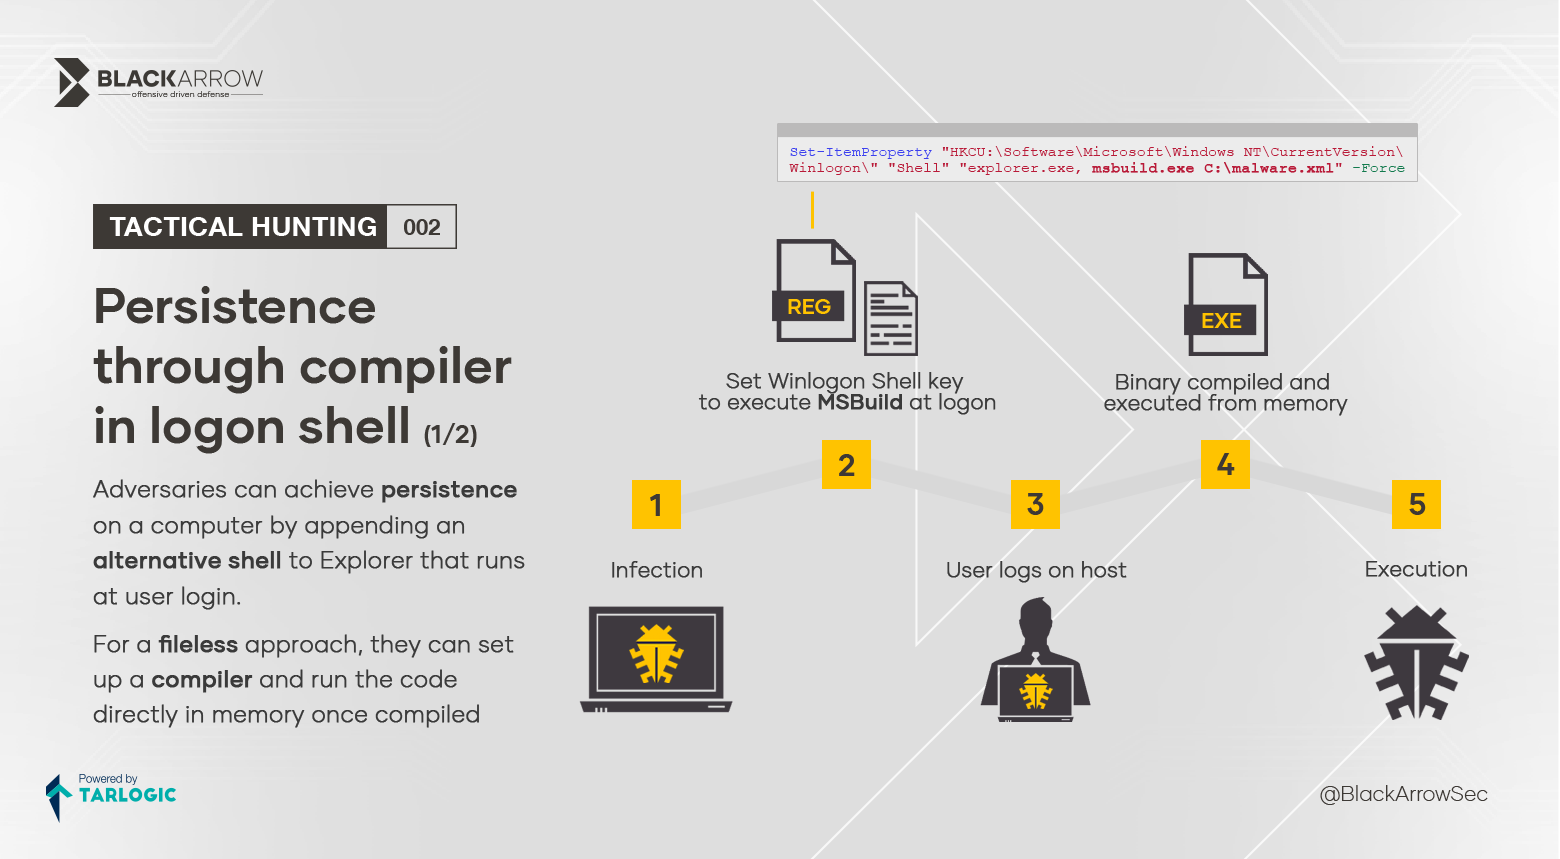 BLACKARROW
offensive driven defense
TACTICAL HUNTING 002
Persistence
through compiler
in logon shell (1/2)
Adversaries can achieve persistence
on a computer by appending an
alternative shell to Explorer that runs
at user login.
For a fileless approach, they can set
up a compiler and run the code
directly in memory once compiled
Set-ItemProperty "HKCU:\Software\Microsoft\Windows NT\CurrentVersion\
Winlogon\" "Shell" "explorer.exe, msbuild.exe C:\malware.xml" -Force
REG
Set Winlogon Shell key
to execute MSBuild at logon
EXE
Binary compiled and
executed from memory
1
2
3
4
5
Infection
User logs on host
Execution
Powered by
TARLOGIC
@BlackArrowSec